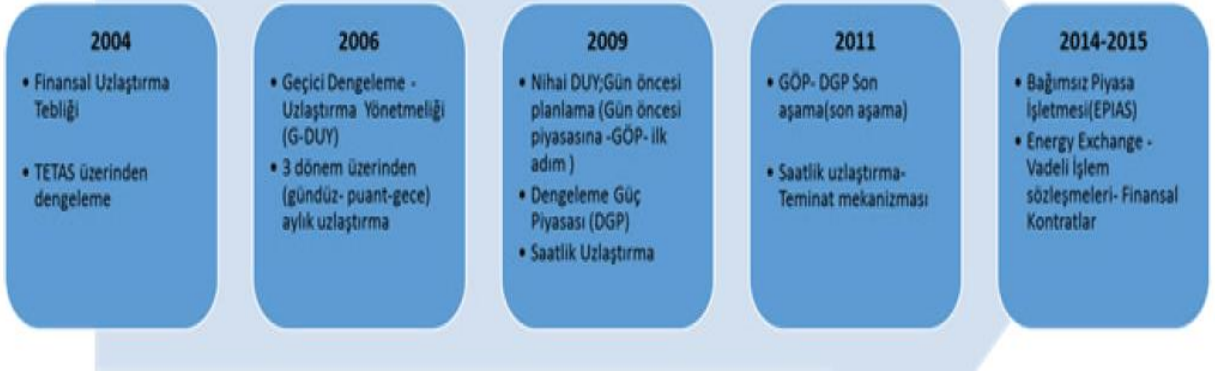 2004
• Finansal Uzlaştırma
Tebliği
• TETAS üzerinden
dengeleme
2006
• Geçici Dengeleme -
Uzlaştırma Yönetmeliği
(G-DUY)
• 3 dönem üzerinden
(gündüz- puant-gece)
aylık uzlaştırma
2009
• Nihai DUY;Gün öncesi
planlama (Gün öncesi
piyasasına -GÖP- ilk
adım )
• Dengeleme Güç
Piyasası (DGP)
• Saatlik Uzlaştırma
2011
• GÖP- DGP Son
aşama(son aşama)
• Saatlik uzlaştırma-
Teminat mekanizması
2014-2015
• Bağımsız Piyasa
İşletmesi(EPIAS)
• Energy Exchange -
Vadeli İşlem
sözleşmeleri- Finansal
Kontratlar